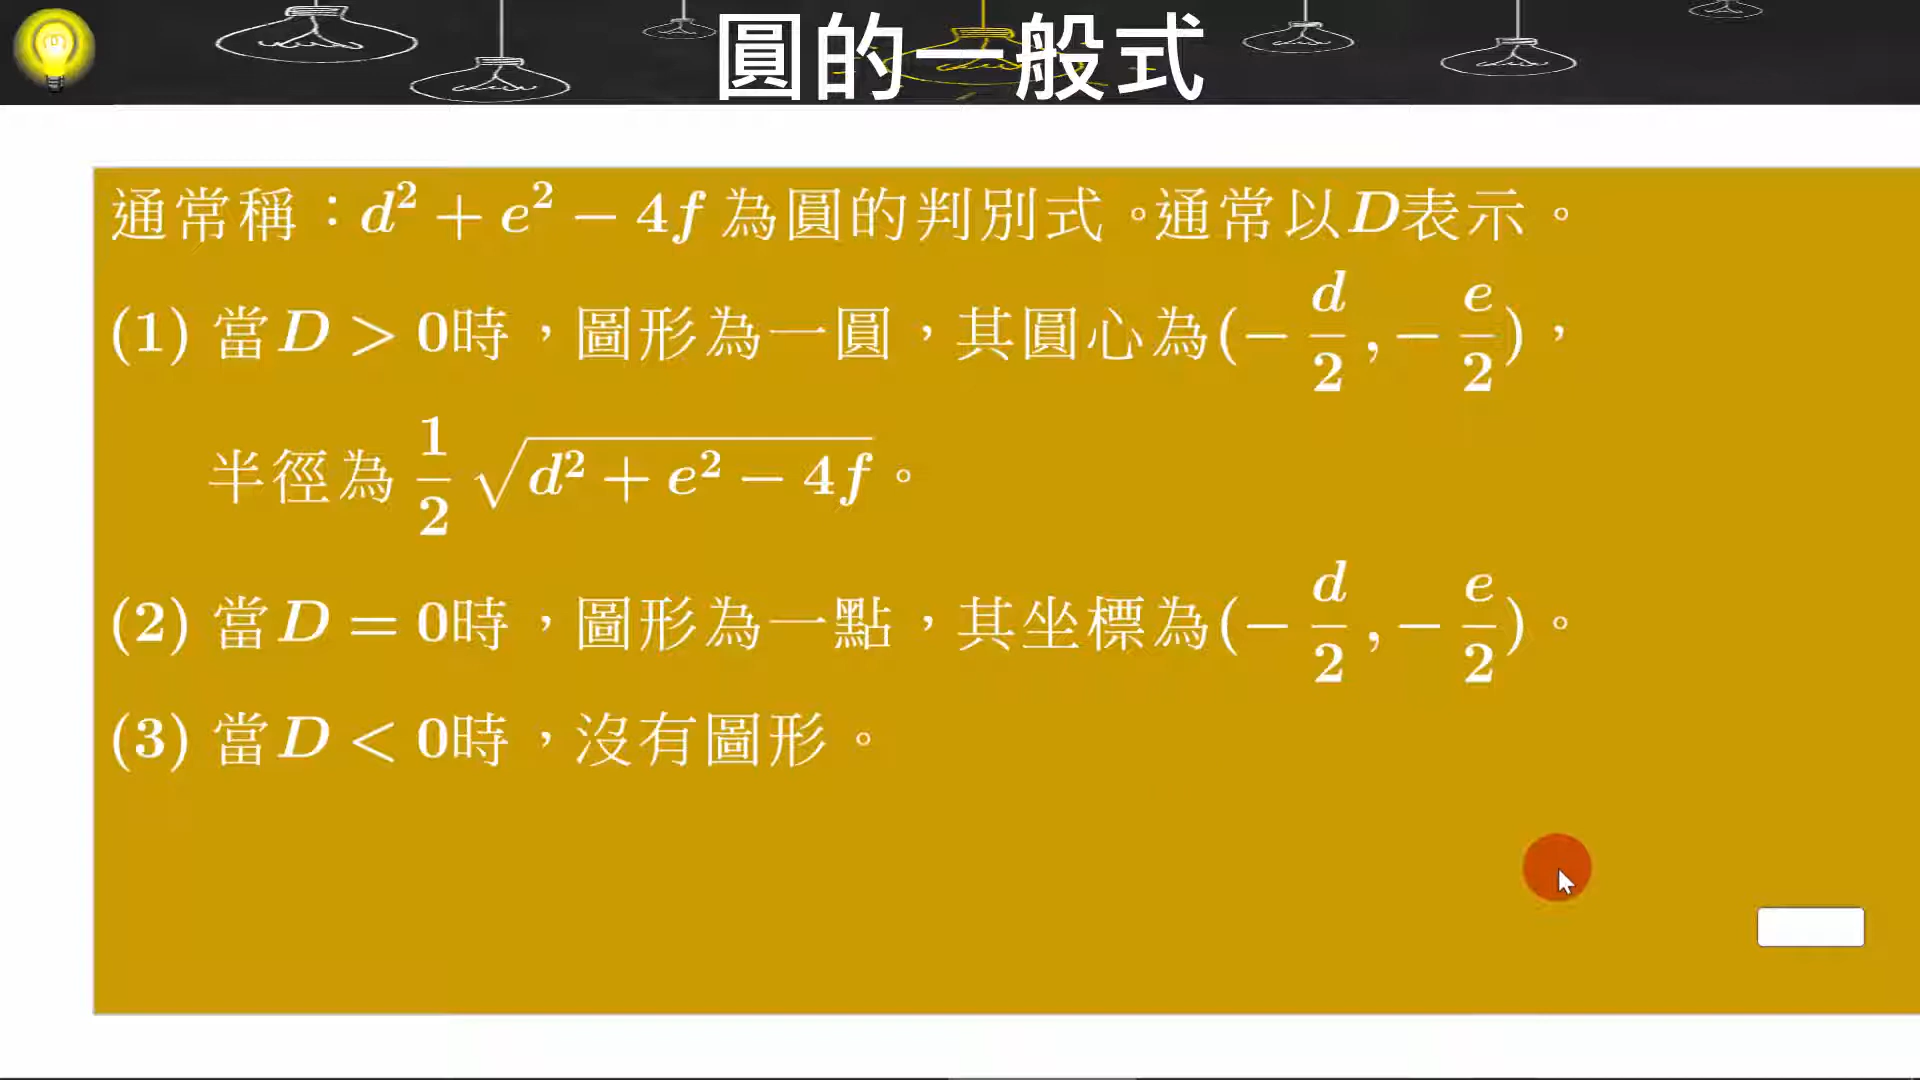 圓的一般式
通常稱：d² + e² − 4f 為圓的判別式。通常以D表示。
(1) 當D > 0時，圖形為一圓，其圓心為(−d/2, −e/2)，
半徑為 1/2 √(d² + e² − 4f)。
(2) 當D = 0時，圖形為一點，其坐標為(−d/2, −e/2)。
(3) 當D < 0時，沒有圖形。